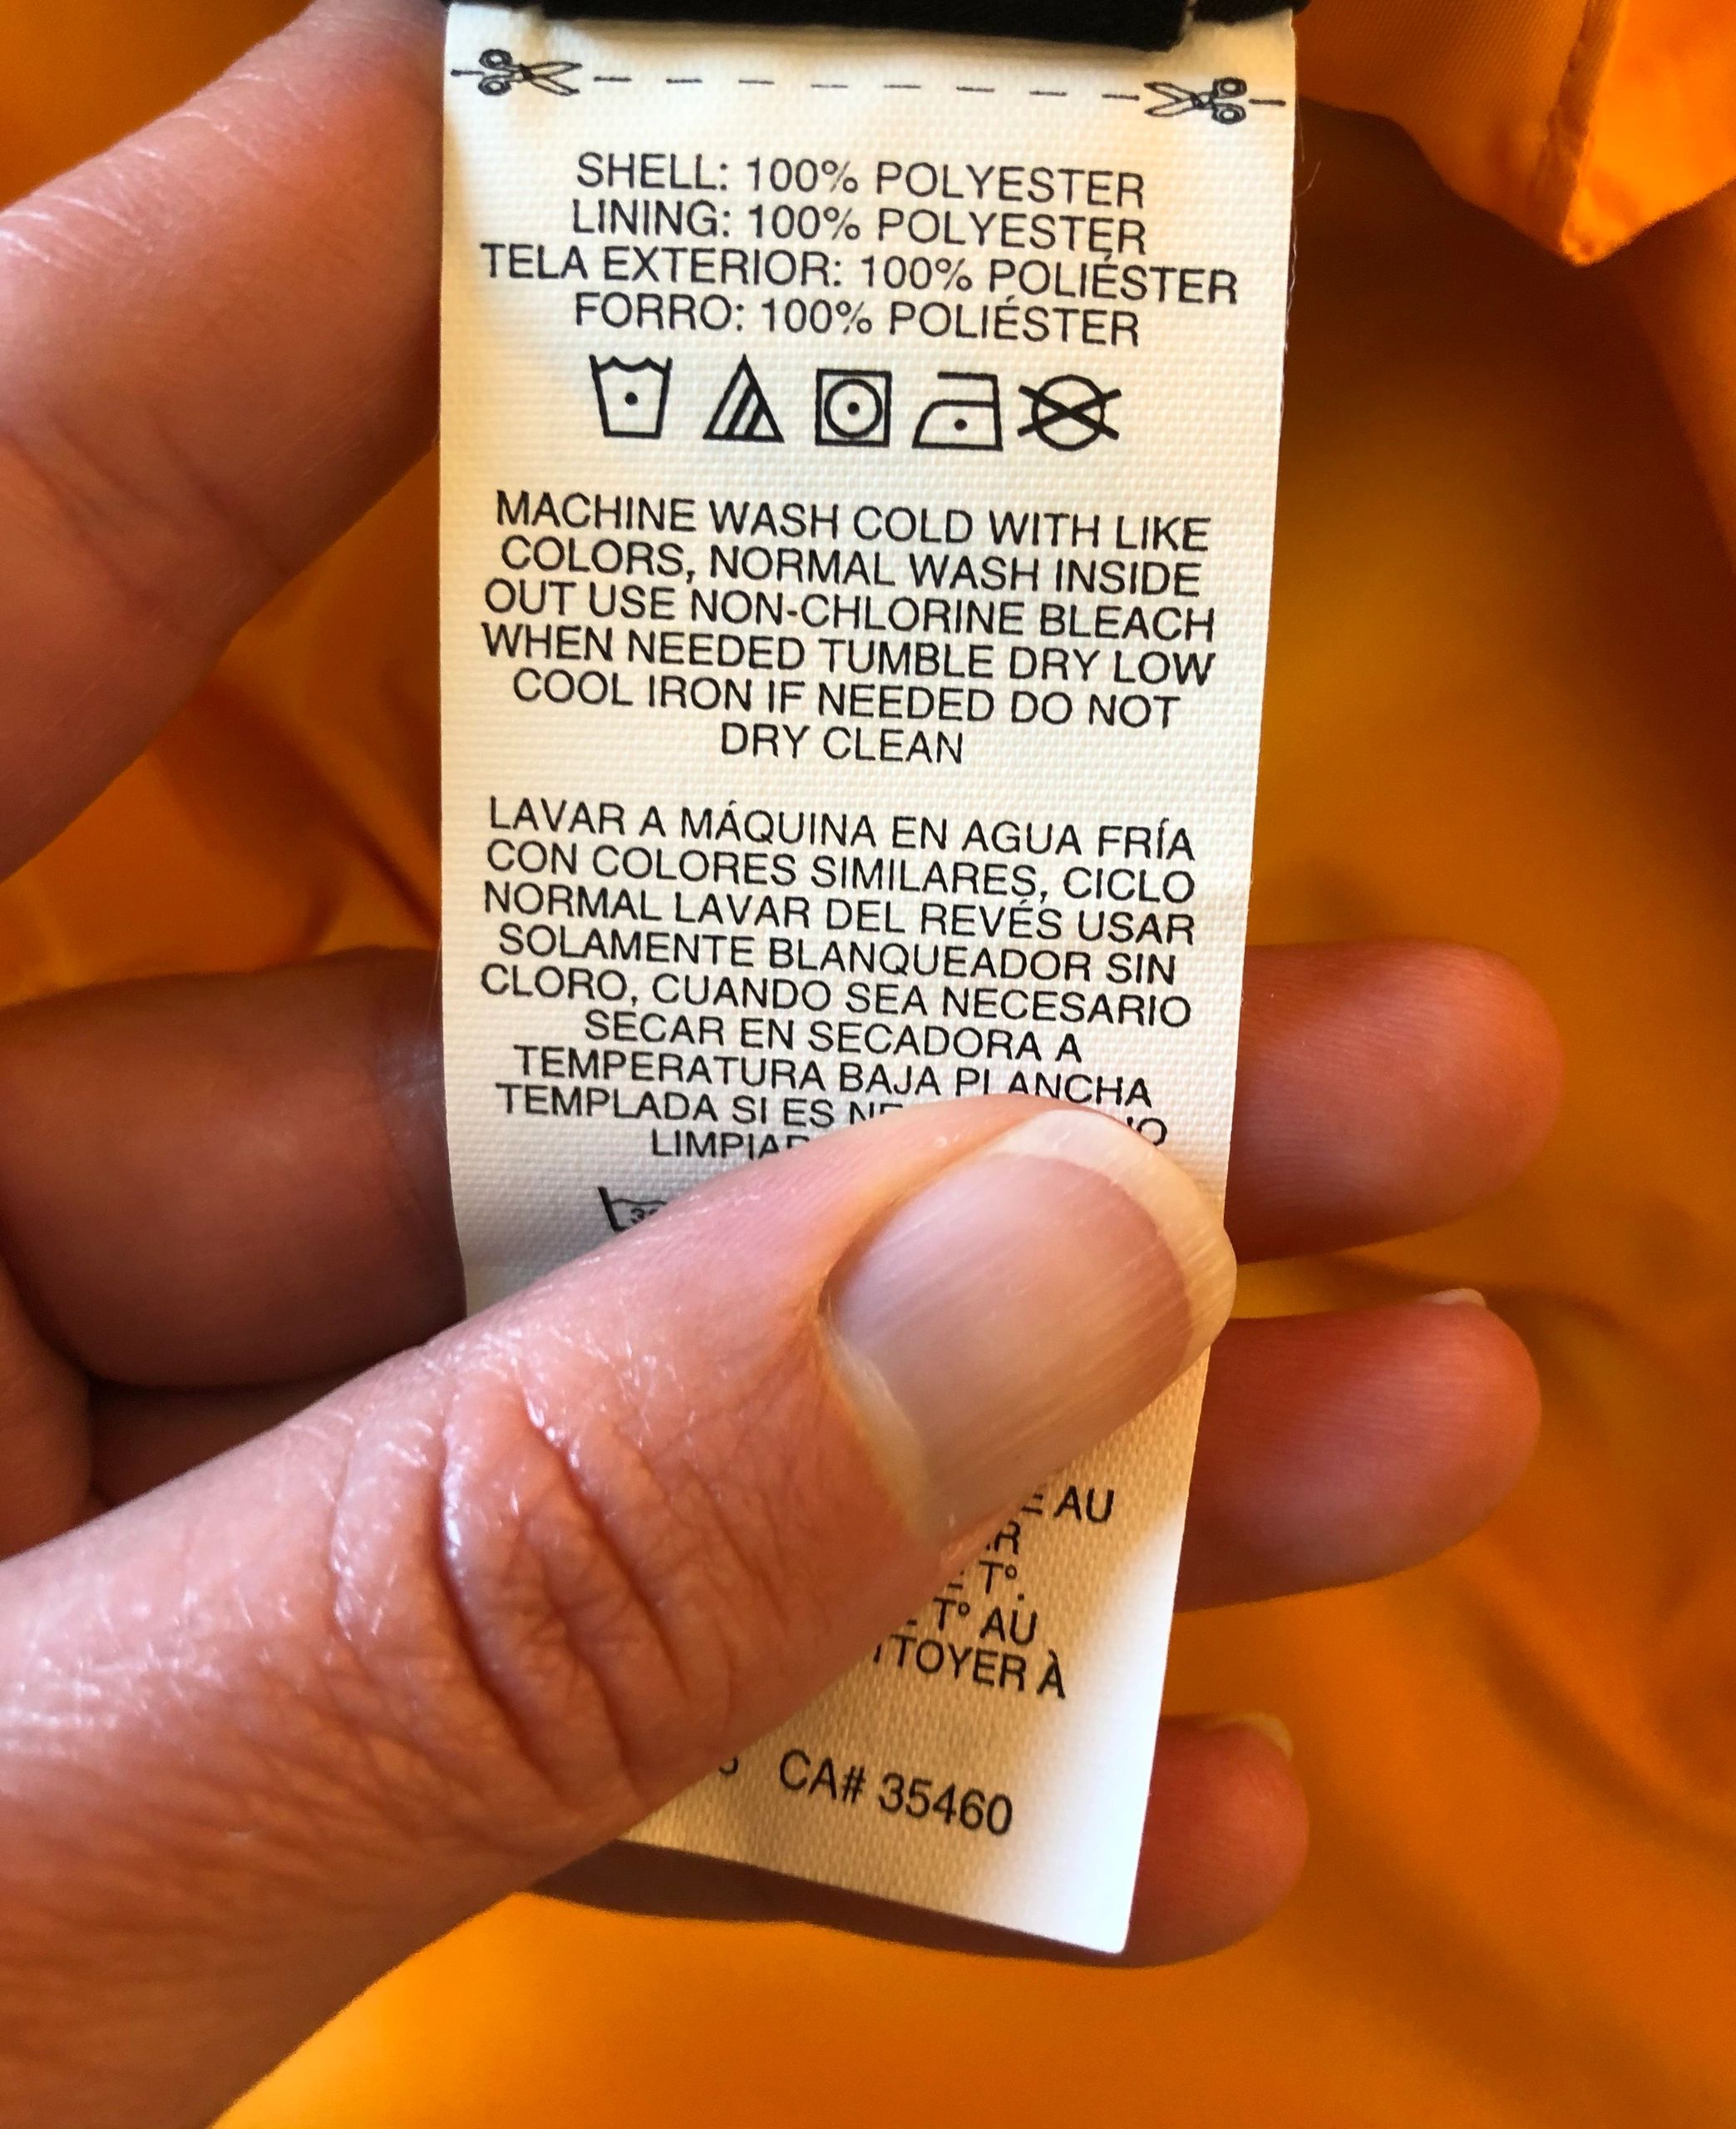 SHELL: 100% POLYESTER
LINING: 100% POLYESTER
TELA EXTERIOR: 100% POLIÉSTER
FORRO: 100% POLIÉSTER
MACHINE WASH COLD WITH LIKE
COLORS, NORMAL WASH INSIDE
OUT USE NON-CHLORINE BLEACH
WHEN NEEDED TUMBLE DRY LOW
COOL IRON IF NEEDED DO NOT
DRY CLEAN
LAVAR A MÁQUINA EN AGUA FRÍA
CON COLORES SIMILARES, CICLO
NORMAL LAVAR DEL REVÉS USAR
SOLAMENTE BLANQUEADOR SIN
CLORO, CUANDO SEA NECESARIO
SECAR EN SECADORA A
TEMPERATURA BAJA PLANCHA
TEMPLADA SI ES
AU
T°.
T° AU
À
CA# 35460